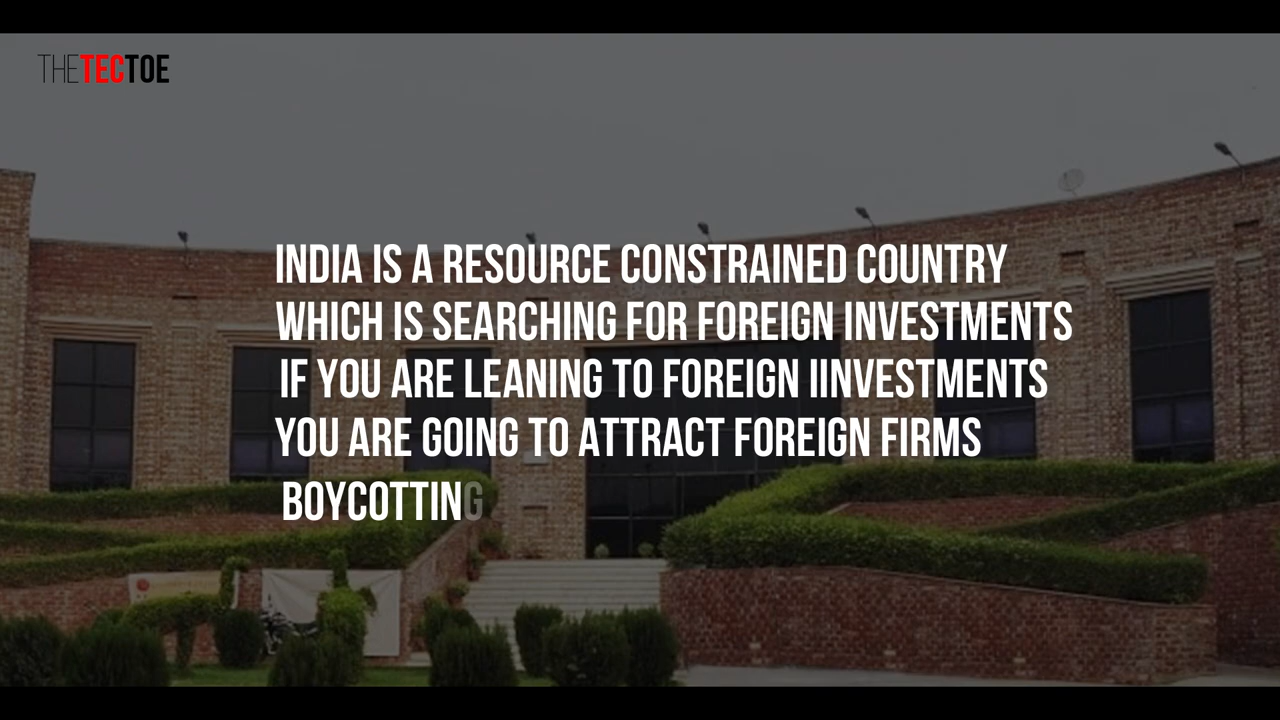 THETECTOE
INDIA IS A RESOURCE CONSTRAINED COUNTRY
WHICH IS SEARCHING FOR FOREIGN INVESTMENTS
IF YOU ARE LEANING TO FOREIGN IINVESTMENTS
YOU ARE GOING TO ATTRACT FOREIGN FIRMS
BOYCOTTING